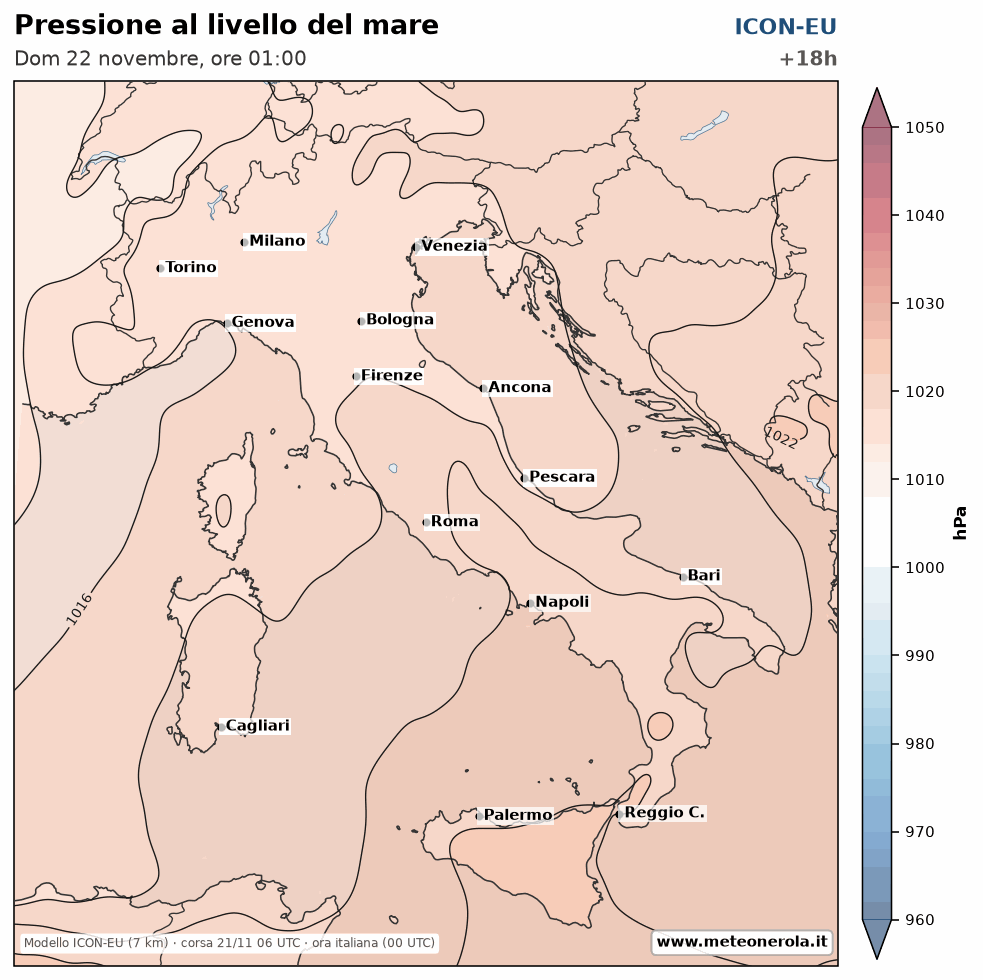 Pressione al livello del mare
ICON-EU
Dom 22 novembre, ore 01:00
+18h
1050
1040
1030
1020
1010
1000
990
980
970
960
hPa
Milano
Venezia
Torino
Genova
Bologna
Firenze
Ancona
1022
Pescara
Roma
Bari
Napoli
1016
Cagliari
Palermo
Reggio C.
Modello ICON-EU (7 km) · corsa 21/11 06 UTC · ora italiana (00 UTC)
www.meteonerola.it